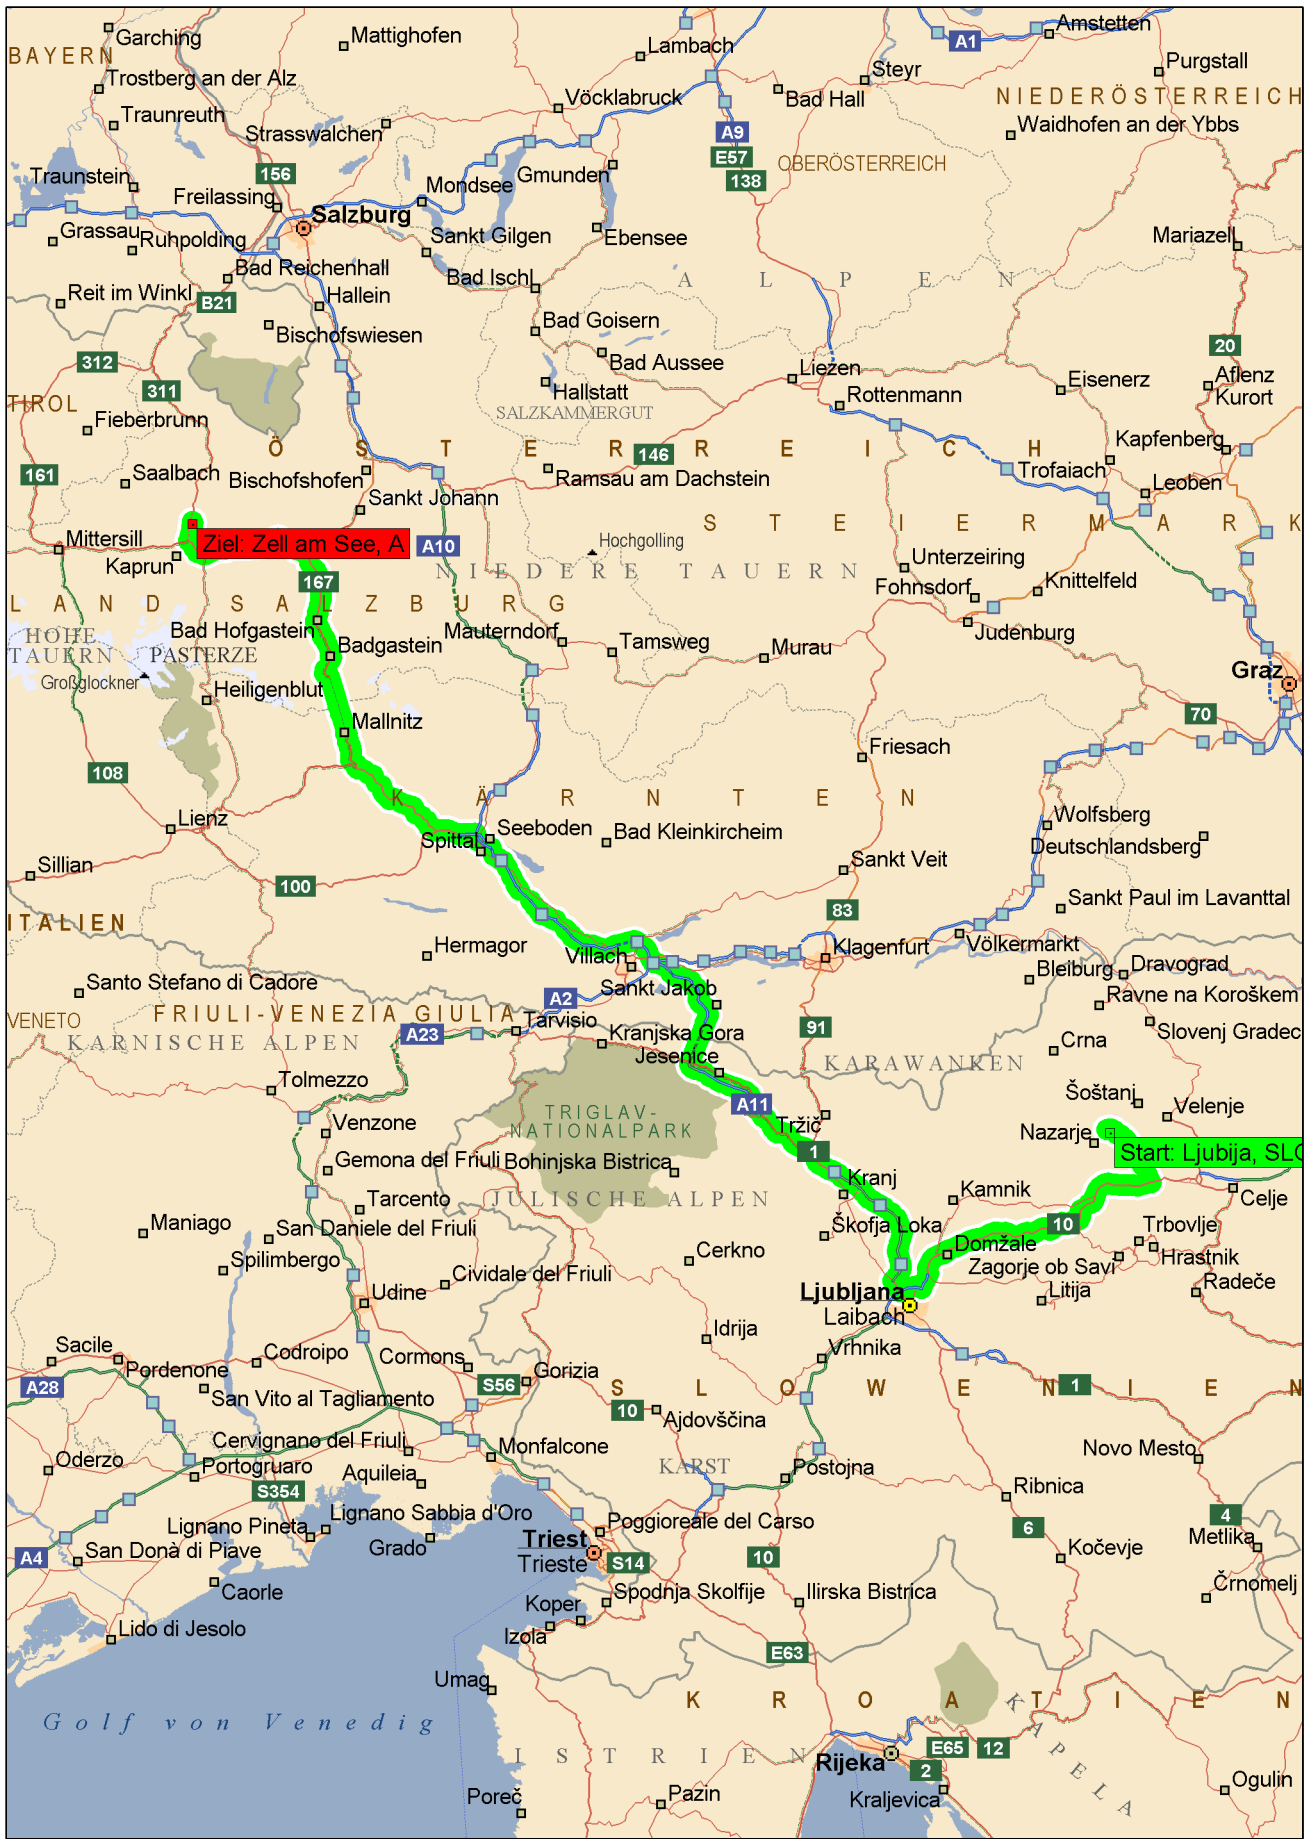 Garching
Mattighofen
Lambach
A1
Amstetten
BAYERN
Trostberg an der Alz
Steyr
Purgstall
Vöcklabruck
Bad Hall
NIEDERÖSTERREICH
Traunreuth
Strasswalchen
A9
Waidhofen an der Ybbs
E57
OBERÖSTERREICH
138
Traunstein
156
Freilassing
Mondsee
Gmunden
Salzburg
Grassau
Ruhpolding
Sankt Gilgen
Ebensee
Mariazell
Bad Reichenhall
Bad Ischl
ALPEN
Reit im Winkl
B21
Hallein
Bischofswiesen
Bad Goisern
312
Bad Aussee
Liezen
20
311
Hallstatt
Eisenerz
Aflenz
Kurort
TIROL
Fieberbrunn
SALZKAMMERGUT
Rottenmann
ÖSTERREICH
146
Kapfenberg
161
Saalbach
Bischofshofen
Ramsau am Dachstein
Trofaiach
Leoben
Sankt Johann
STEIERMARK
Mittersill
Ziel: Zell am See, A
A10
Hochgolling
Kaprun
NIEDERE TAUERN
Unterzeiring
167
Fohnsdorf
Knittelfeld
LAND SALZBURG
HOHE
TAUERN
Bad Hofgastein
Mauterndorf
Tamsweg
Murau
Judenburg
PASTERZE
Badgastein
Großglockner
Heiligenblut
Graz
Mallnitz
70
Friesach
108
KÄRNTEN
Lienz
Spittal
Seeboden
Bad Kleinkircheim
Wolfsberg
Deutschlandsberg
Sillian
100
Sankt Veit
Sankt Paul im Lavanttal
ITALIEN
83
Hermagor
Villach
Klagenfurt
Völkermarkt
Bleiburg
Dravograd
Santo Stefano di Cadore
Sankt Jakob
A2
Ravne na Koroškem
VENETO
FRIULI-VENEZIA GIULIA
Tarvisio
A23
Kranjska Gora
91
Slovenj Gradec
KARNISCHE ALPEN
Jesenice
Crna
KARAWANKEN
Tolmezzo
A11
Šoštanj
Velenje
Venzone
TRIGLAV-
NATIONALPARK
Tržič
Nazarje
Start: Ljubija, SLO
Gemona del Friuli
Bohinjska Bistrica
1
Kranj
Tarcento
JULISCHE ALPEN
Kamnik
Celje
Maniago
San Daniele del Friuli
Škofja Loka
10
Trbovlje
Spilimbergo
Cerkno
Domžale
Hrastnik
Cividale del Friuli
Zagorje ob Savi
Radeče
Udine
Ljubljana
Laibach
Litija
Idrija
Vrhnika
Sacile
Pordenone
Codroipo
Cormons
Gorizia
A28
San Vito al Tagliamento
S56
SLOWENIEN
1
10
Ajdovščina
Cervignano del Friuli
Monfalcone
Novo Mesto
Oderzo
Portogruaro
Aquileia
KARST
Postojna
S354
Ribnica
Lignano Pineta
Lignano Sabbia d'Oro
Poggioreale del Carso
4
Grado
Triest
Trieste
6
Metlika
A4
San Donà di Piave
S14
10
Kočevje
Caorle
Spodnja Skolfije
Ilirska Bistrica
Črnomelj
Koper
Lido di Jesolo
Izola
E63
Umag
KROATIEN
Golf von Venedig
KAPELA
ISTRIEN
Rijeka
E65
12
2
Poreč
Pazin
Kraljevica
Ogulin